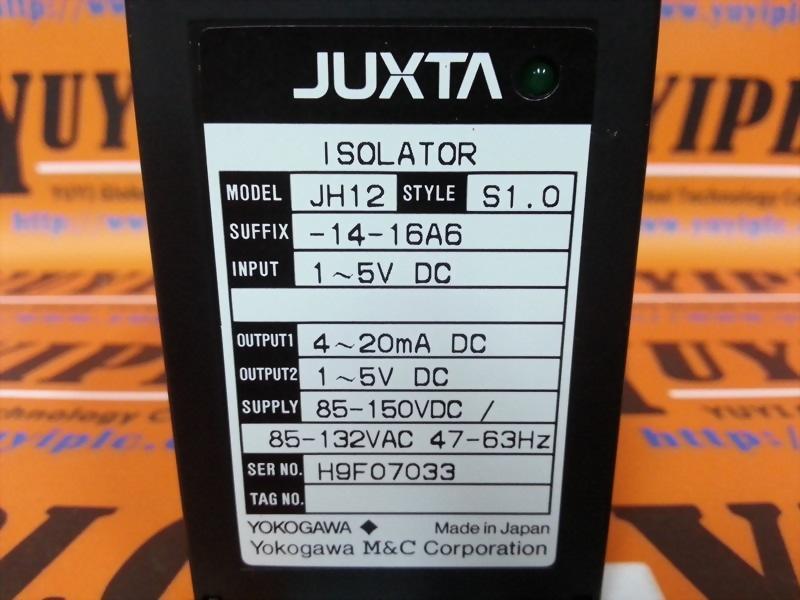 JUXTA
ISOLATOR
MODEL JH12 STYLE S1.0
SUFFIX -14-16A6
INPUT 1~5V DC
OUTPUT1 4~20mA DC
OUTPUT2 1~5V DC
SUPPLY 85-150VDC /
85-132VAC 47-63Hz
SER NO. H9F07033
TAG NO.
YOKOGAWA ◆ Made in Japan
Yokogawa M&C Corporation